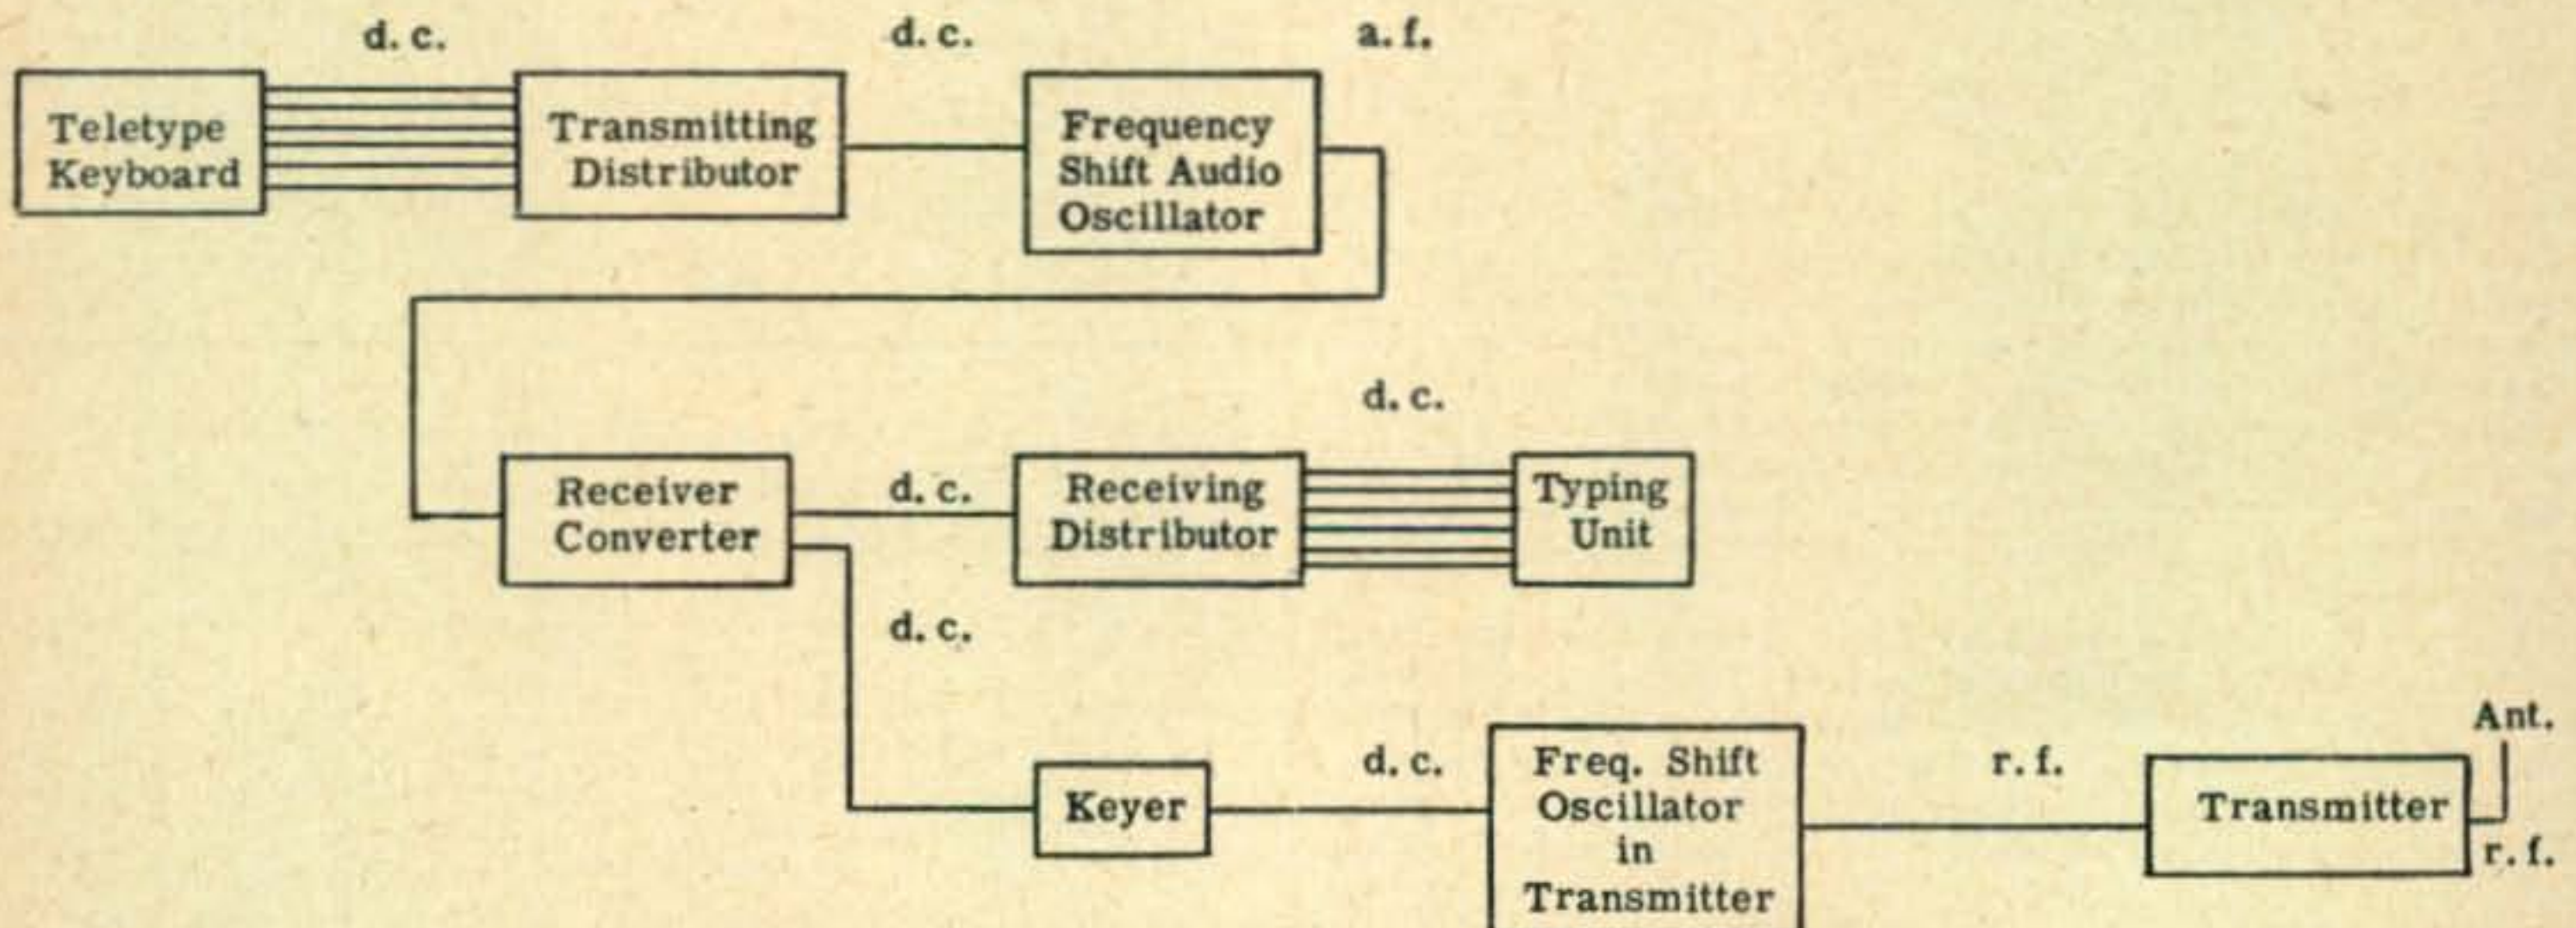 d. c.
d. c.
a. f.
Teletype
Keyboard
Transmitting
Distributor
Frequency
Shift Audio
Oscillator
d. c.
Receiver
Converter
d. c.
Receiving
Distributor
Typing
Unit
d. c.
Keyer
d. c.
Freq. Shift
Oscillator
in
Transmitter
r. f.
Transmitter
Ant.
r. f.